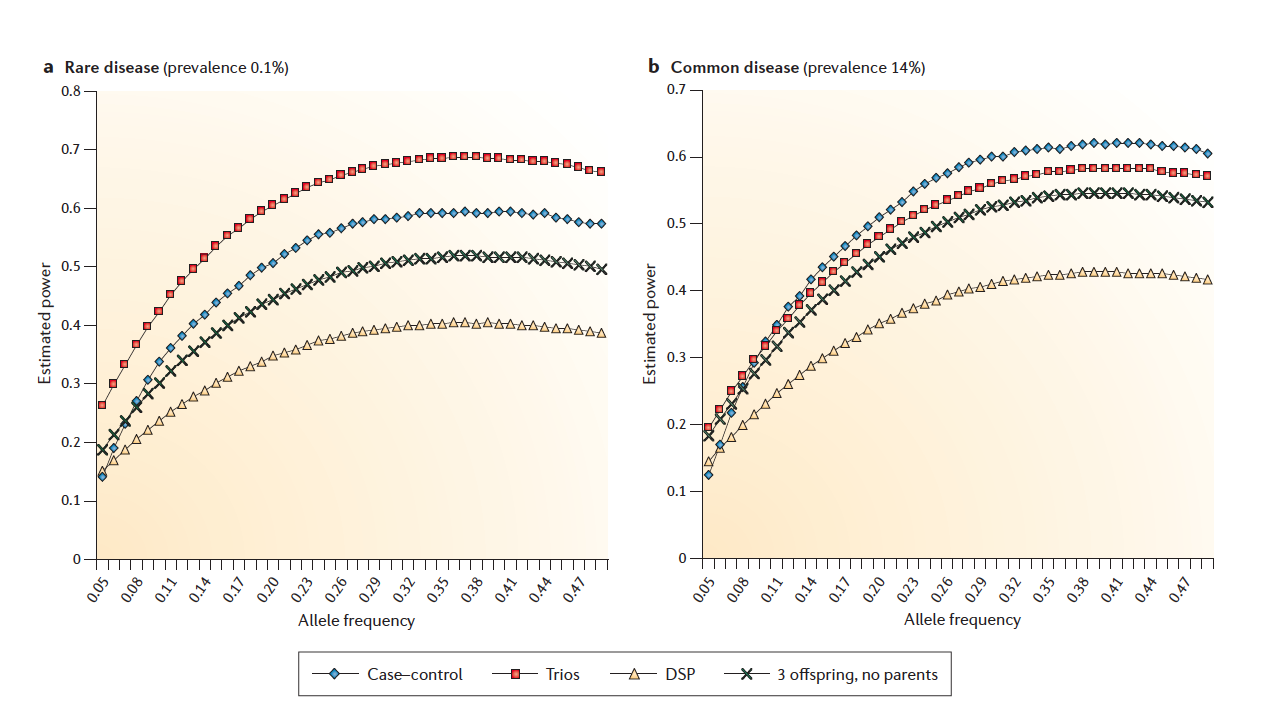 a Rare disease (prevalence 0.1%)
0.8
0.7
0.6
0.5
0.4
0.3
0.2
0.1
0
Estimated power
0.05 0.08 0.11 0.14 0.17 0.20 0.23 0.26 0.29 0.32 0.35 0.38 0.41 0.44 0.47
Allele frequency
b Common disease (prevalence 14%)
0.7
0.6
0.5
0.4
0.3
0.2
0.1
0
Estimated power
0.05 0.08 0.11 0.14 0.17 0.20 0.23 0.26 0.29 0.32 0.35 0.38 0.41 0.44 0.47
Allele frequency
Case–control Trios DSP 3 offspring, no parents